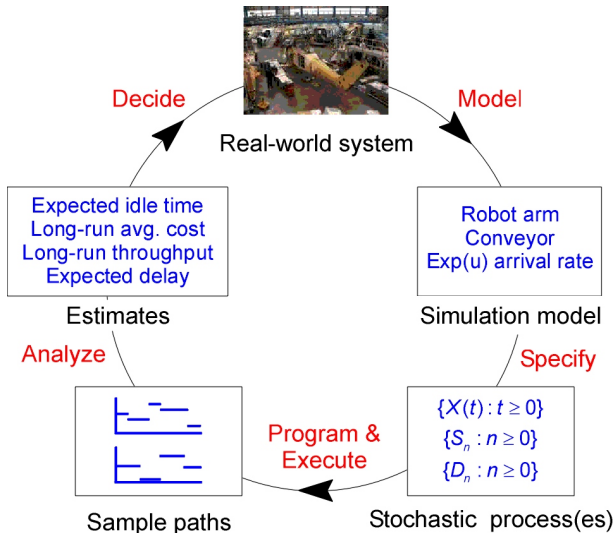 Decide
Model
Real-world system
Expected idle time
Long-run avg. cost
Long-run throughput
Expected delay
Estimates
Robot arm
Conveyor
Exp(u) arrival rate
Simulation model
Analyze
Specify
{X(t) : t ≥ 0}
{Sₙ : n ≥ 0}
{Dₙ : n ≥ 0}
Program &
Execute
Sample paths
Stochastic process(es)